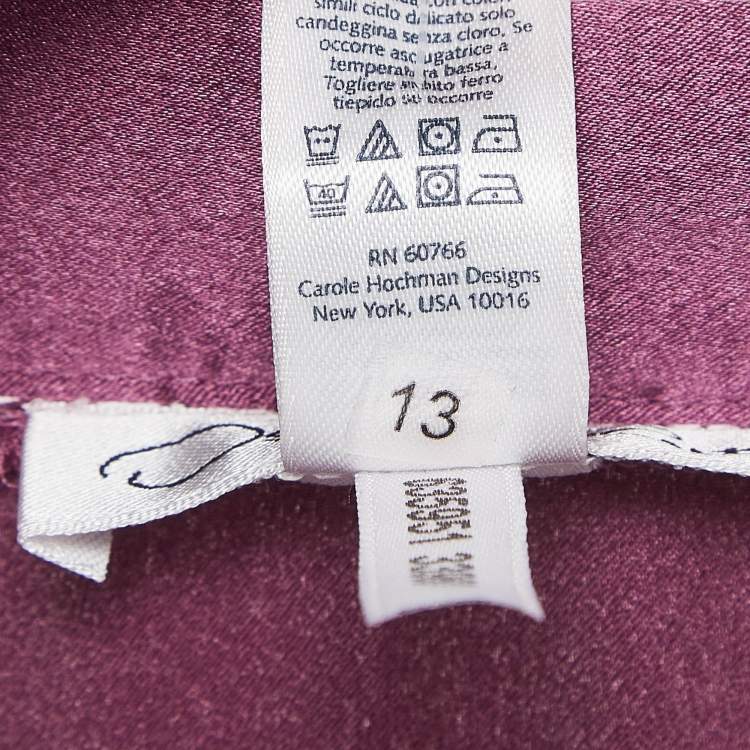 simili ciclo delicato solo
candeggina senza cloro. Se
occorre asciugatrice a
temperatura bassa.
Togliere subito ferro
tiepido se occorre
40
RN 60766
Carole Hochman Designs
New York, USA 10016
13